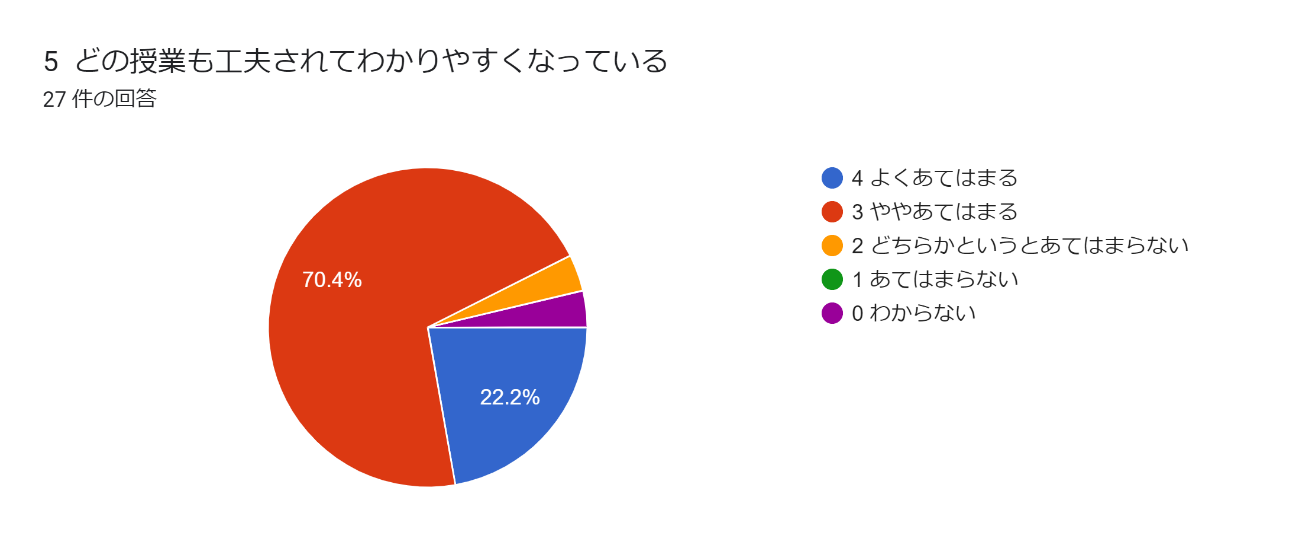 5 どの授業も工夫されてわかりやすくなっている
27 件の回答
70.4%
22.2%
4 よくあてはまる
3 ややあてはまる
2 どちらかというとあてはまらない
1 あてはまらない
0 わからない